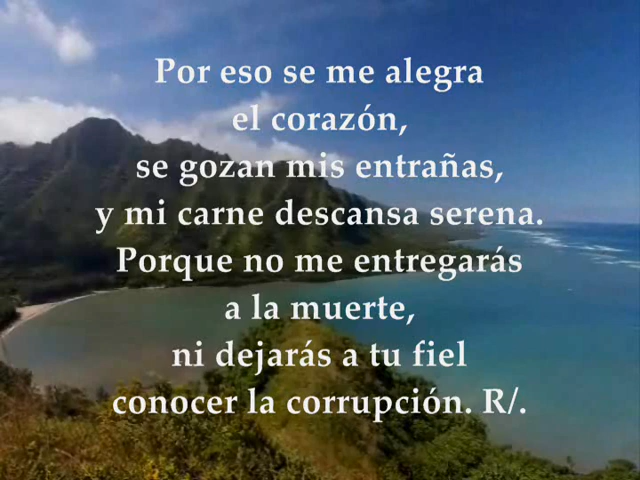 Por eso se me alegra
el corazón,
se gozan mis entrañas,
y mi carne descansa serena.
Porque no me entregarás
a la muerte,
ni dejarás a tu fiel
conocer la corrupción. R/.